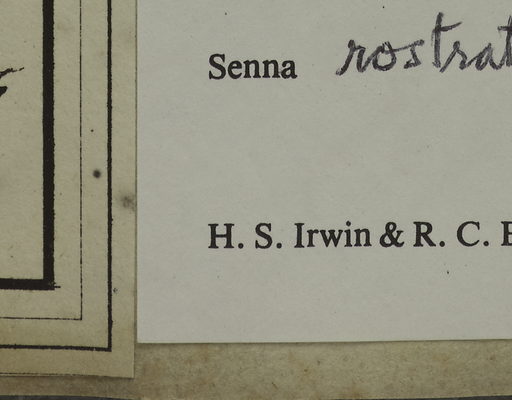 Senna rostrat
H. S. Irwin & R. C. B